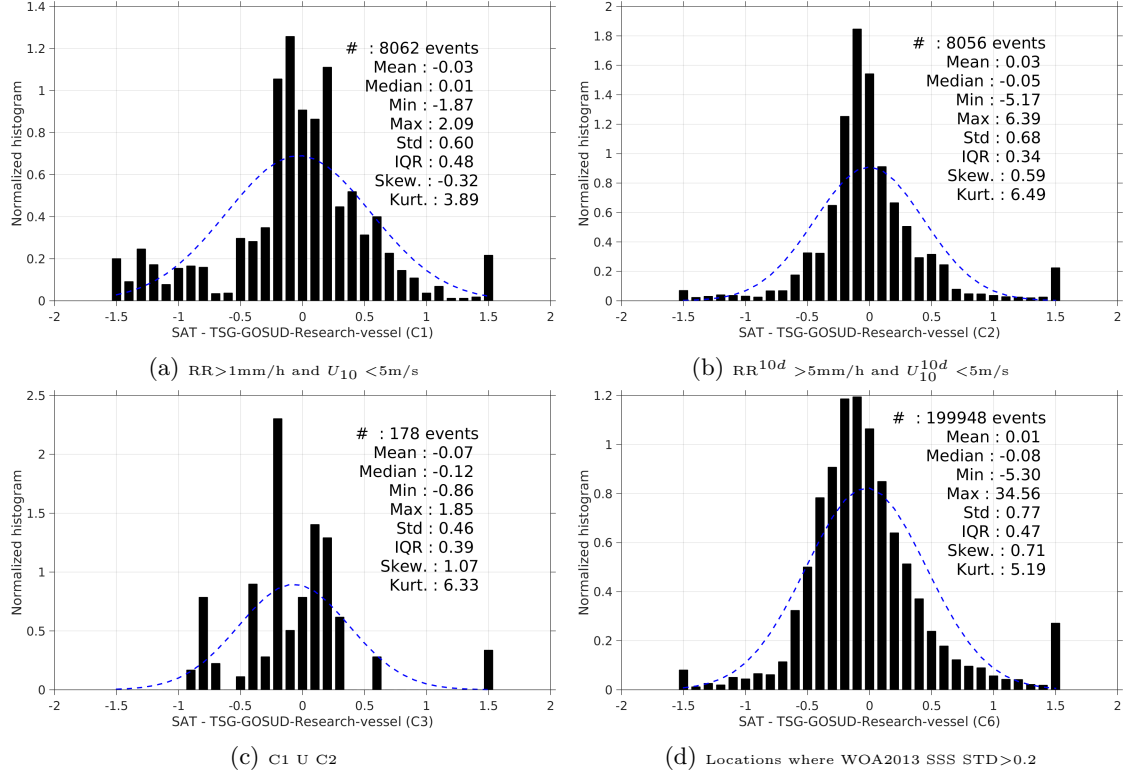 1.4
1.2
1
0.8
0.6
0.4
0.2
0
Normalized histogram
# : 8062 events
Mean : -0.03
Median : 0.01
Min : -1.87
Max : 2.09
Std : 0.60
IQR : 0.48
Skew. : -0.32
Kurt. : 3.89
-2 -1.5 -1 -0.5 0 0.5 1 1.5 2
SAT - TSG-GOSUD-Research-vessel (C1)
(a) RR>1mm/h and U10 <5m/s
2
1.8
1.6
1.4
1.2
1
0.8
0.6
0.4
0.2
0
Normalized histogram
# : 8056 events
Mean : 0.03
Median : -0.05
Min : -5.17
Max : 6.39
Std : 0.68
IQR : 0.34
Skew. : 0.59
Kurt. : 6.49
-2 -1.5 -1 -0.5 0 0.5 1 1.5 2
SAT - TSG-GOSUD-Research-vessel (C2)
(b) RR^10d >5mm/h and U10^10d <5m/s
2.5
2
1.5
1
0.5
0
Normalized histogram
# : 178 events
Mean : -0.07
Median : -0.12
Min : -0.86
Max : 1.85
Std : 0.46
IQR : 0.39
Skew. : 1.07
Kurt. : 6.33
-2 -1.5 -1 -0.5 0 0.5 1 1.5 2
SAT - TSG-GOSUD-Research-vessel (C3)
(c) C1 U C2
1.2
1
0.8
0.6
0.4
0.2
0
Normalized histogram
# : 199948 events
Mean : 0.01
Median : -0.08
Min : -5.30
Max : 34.56
Std : 0.77
IQR : 0.47
Skew. : 0.71
Kurt. : 5.19
-2 -1.5 -1 -0.5 0 0.5 1 1.5 2
SAT - TSG-GOSUD-Research-vessel (C6)
(d) Locations where WOA2013 SSS STD>0.2